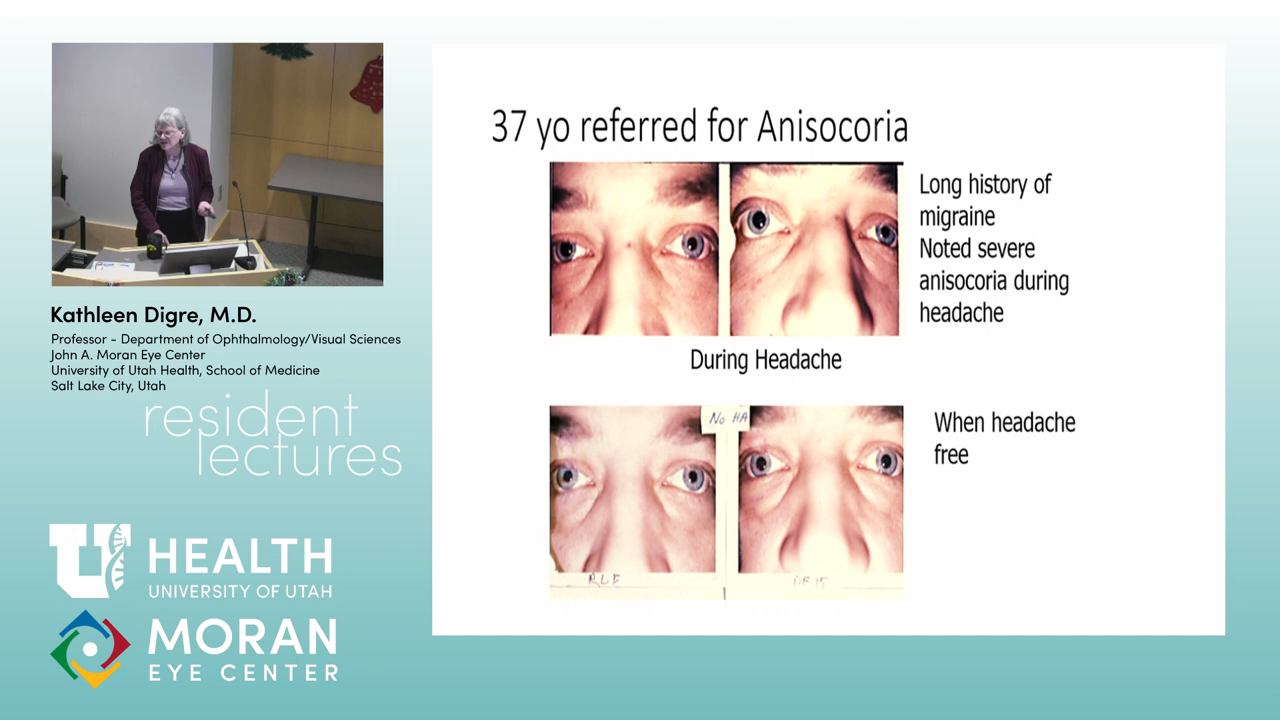 37 yo referred for Anisocoria
Long history of
migraine
Noted severe
anisocoria during
headache
During Headache
No HA
When headache
free
Kathleen Digre, M.D.
Professor - Department of Ophthalmology/Visual Sciences
John A. Moran Eye Center
University of Utah Health, School of Medicine
Salt Lake City, Utah
resident
lectures
U HEALTH
UNIVERSITY OF UTAH
MORAN
EYE CENTER